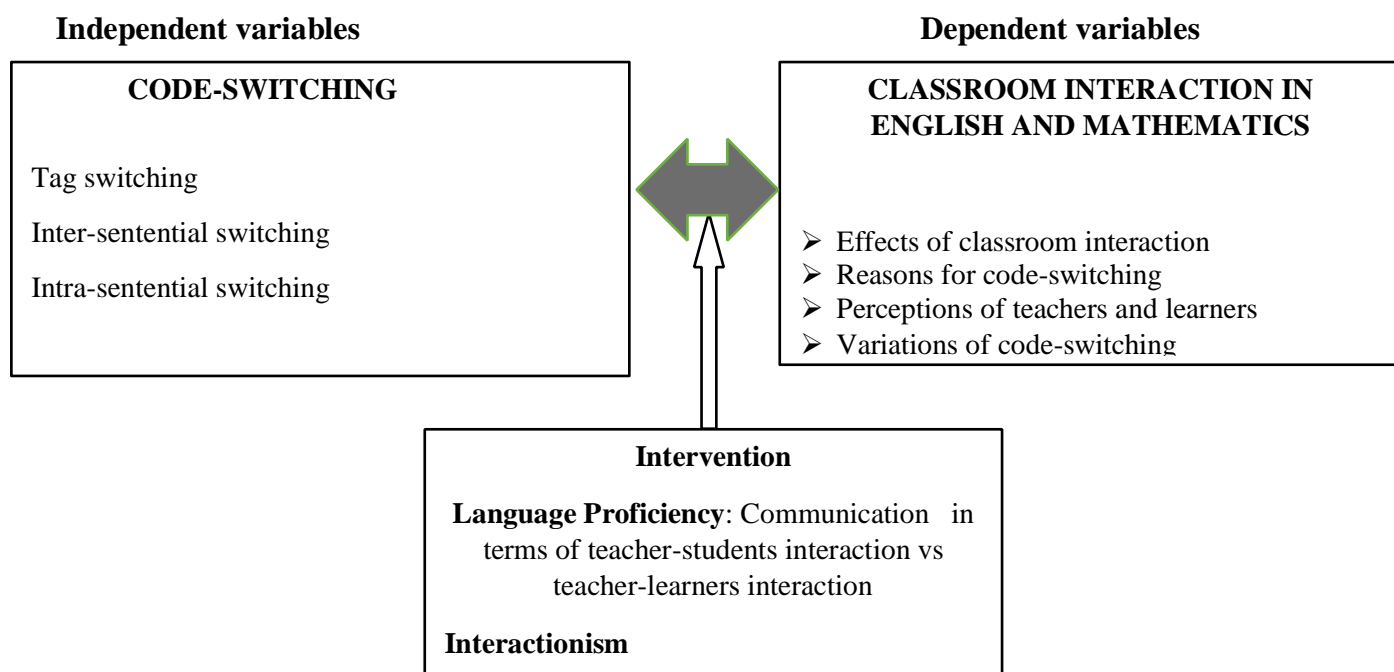 Independent variables
Dependent variables
CODE-SWITCHING
Tag switching
Inter-sentential switching
Intra-sentential switching
CLASSROOM INTERACTION IN
ENGLISH AND MATHEMATICS
➢ Effects of classroom interaction
➢ Reasons for code-switching
➢ Perceptions of teachers and learners
➢ Variations of code-switching
Intervention
Language Proficiency: Communication in
terms of teacher-students interaction vs
teacher-learners interaction
Interactionism